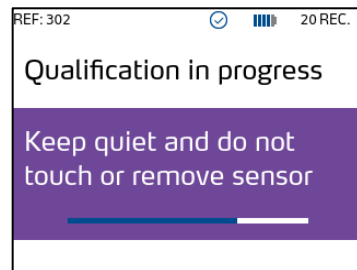 REF: 302 20 REC.
Qualification in progress
Keep quiet and do not
touch or remove sensor